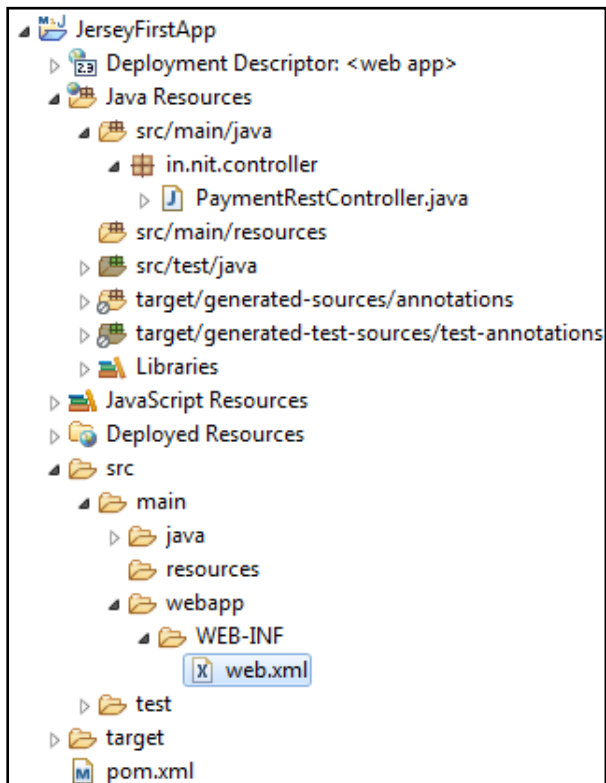 JerseyFirstApp
Deployment Descriptor: <web app>
Java Resources
src/main/java
in.nit.controller
PaymentRestController.java
src/main/resources
src/test/java
target/generated-sources/annotations
target/generated-test-sources/test-annotations
Libraries
JavaScript Resources
Deployed Resources
src
main
java
resources
webapp
WEB-INF
web.xml
test
target
pom.xml